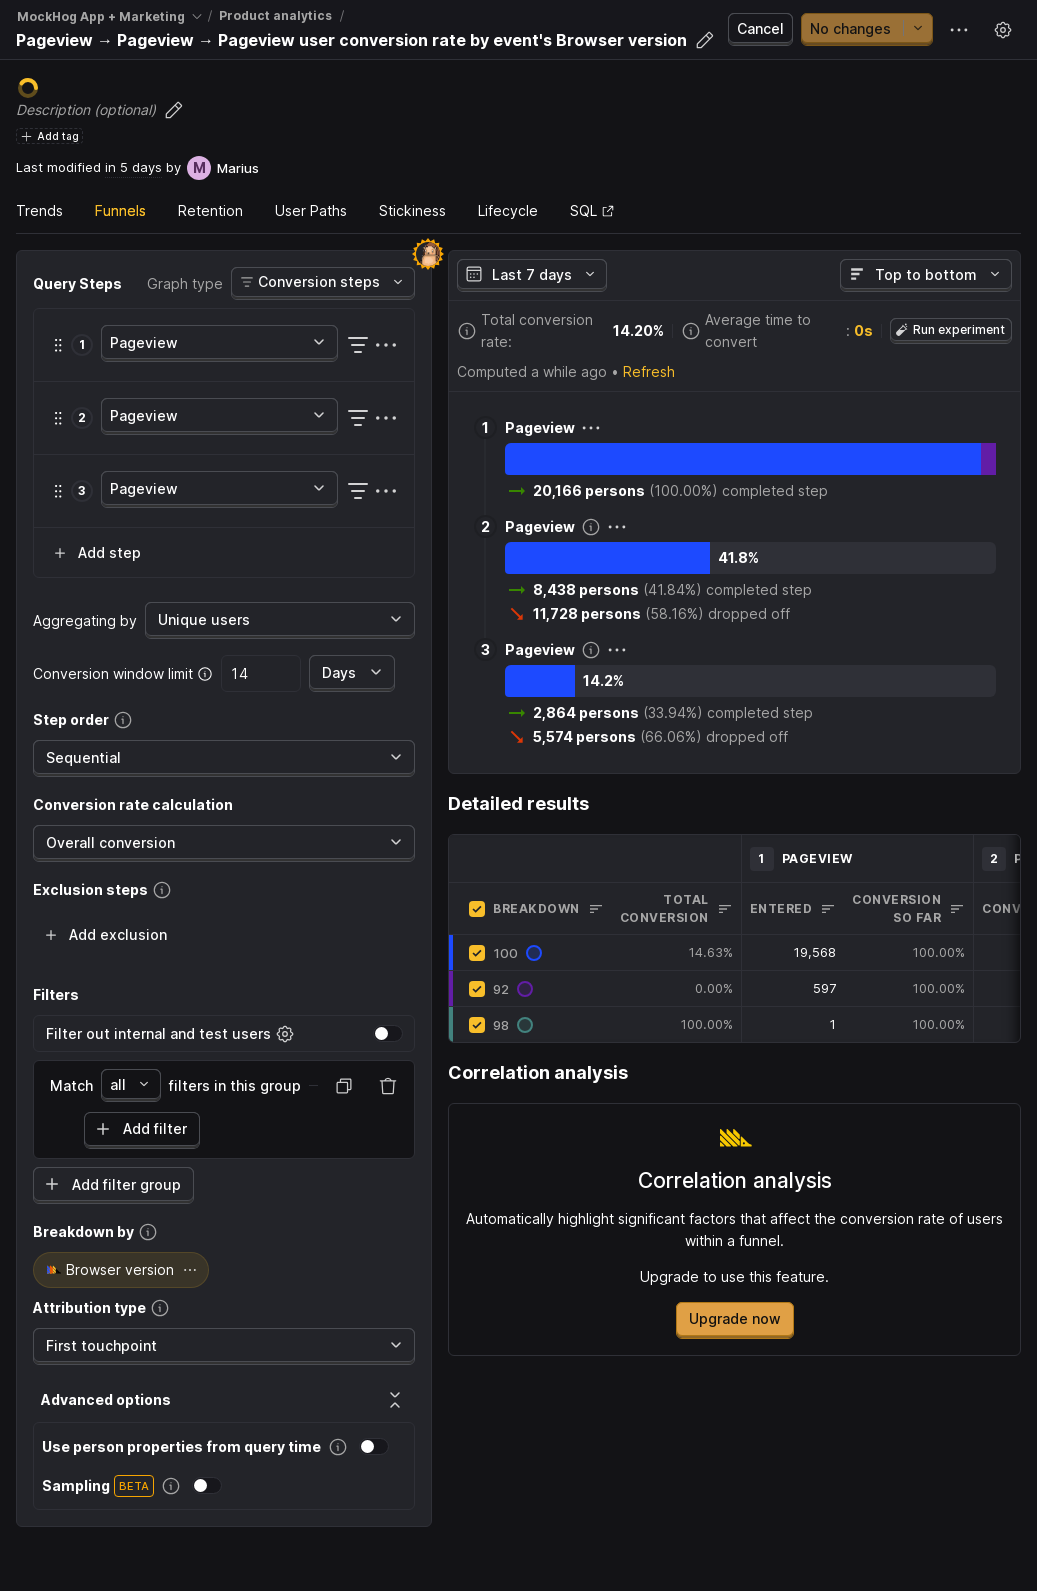 MockHog App + Marketing / Product analytics /
Pageview → Pageview → Pageview user conversion rate by event's Browser version
Cancel
No changes
Description (optional)
+ Add tag
Last modified in 5 days by M Marius
Trends Funnels Retention User Paths Stickiness Lifecycle SQL
Query Steps Graph type Conversion steps
1 Pageview
2 Pageview
3 Pageview
+ Add step
Aggregating by Unique users
Conversion window limit 14 Days
Step order
Sequential
Conversion rate calculation
Overall conversion
Exclusion steps
+ Add exclusion
Filters
Filter out internal and test users
Match all filters in this group
+ Add filter
+ Add filter group
Breakdown by
Browser version
Attribution type
First touchpoint
Advanced options
Use person properties from query time
Sampling BETA
Last 7 days Top to bottom
Total conversion rate: 14.20%
Average time to convert : 0s
Run experiment
Computed a while ago • Refresh
1 Pageview
→ 20,166 persons (100.00%) completed step
2 Pageview
41.8%
→ 8,438 persons (41.84%) completed step
↘ 11,728 persons (58.16%) dropped off
3 Pageview
14.2%
→ 2,864 persons (33.94%) completed step
↘ 5,574 persons (66.06%) dropped off
Detailed results
1 PAGEVIEW 2 P
BREAKDOWN TOTAL CONVERSION ENTERED CONVERSION SO FAR CONV
100 14.63% 19,568 100.00%
92 0.00% 597 100.00%
98 100.00% 1 100.00%
Correlation analysis
Correlation analysis
Automatically highlight significant factors that affect the conversion rate of users
within a funnel.
Upgrade to use this feature.
Upgrade now